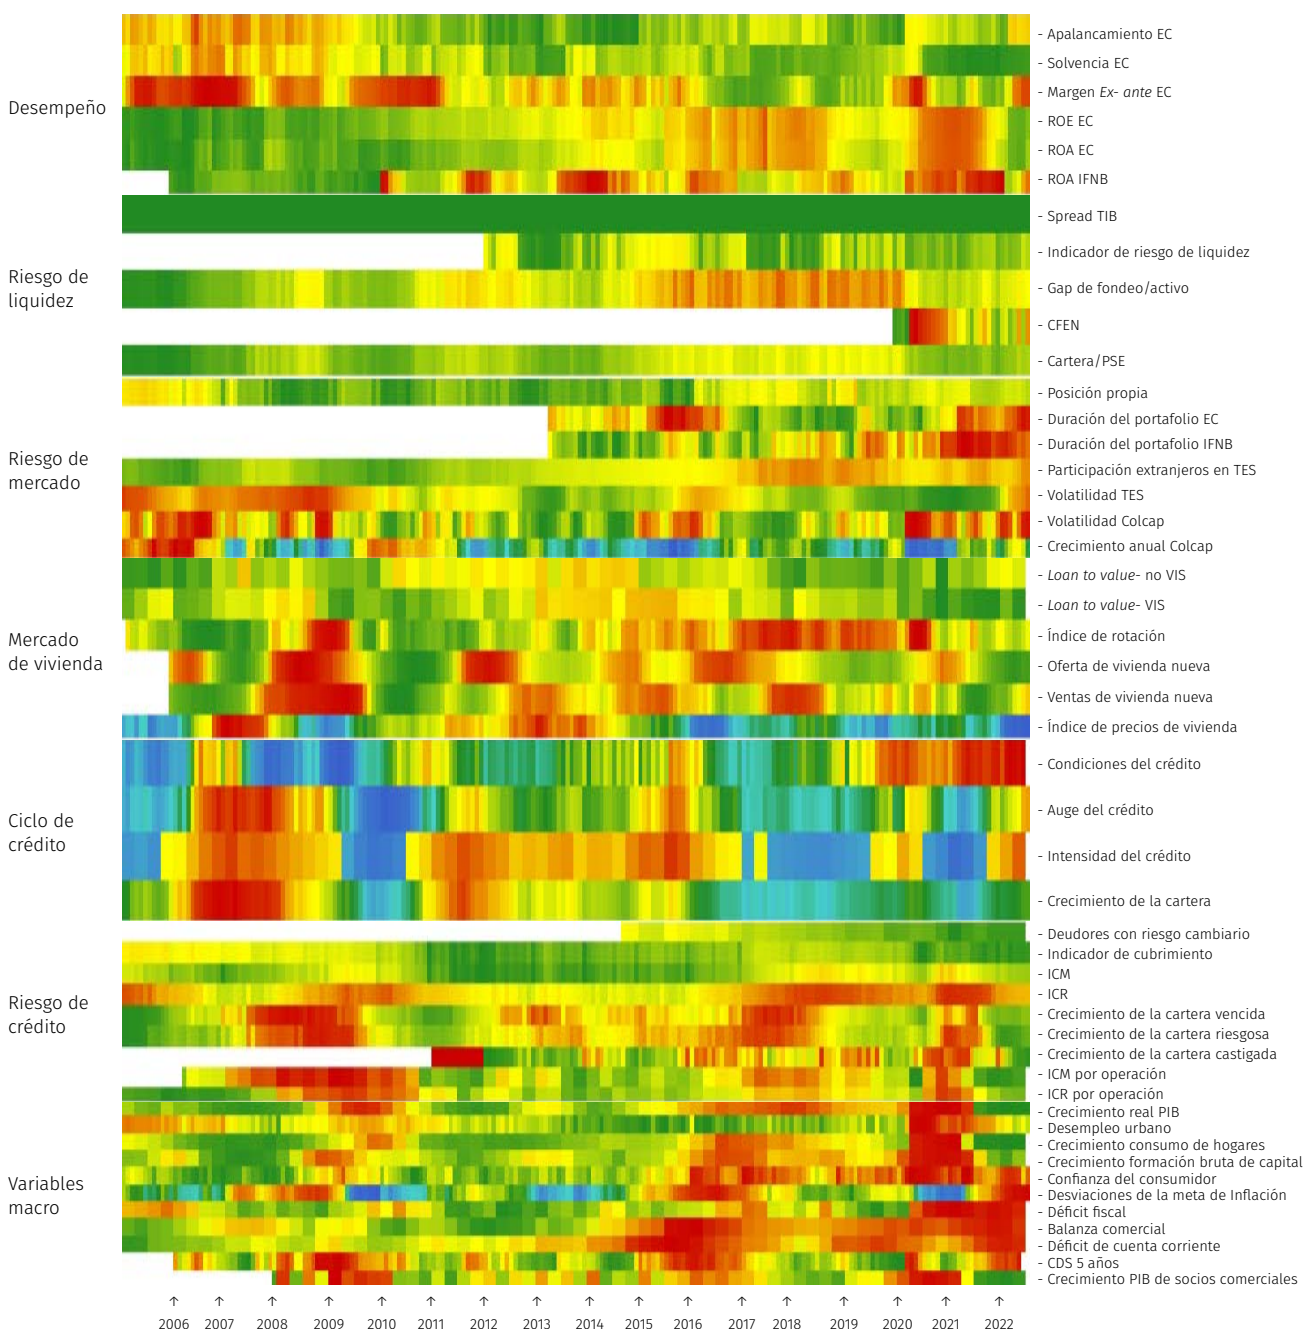 Desempeño
- Apalancamiento EC
- Solvencia EC
- Margen Ex- ante EC
- ROE EC
- ROA EC
- ROA IFNB
Riesgo de
liquidez
- Spread TIB
- Indicador de riesgo de liquidez
- Gap de fondeo/activo
- CFEN
- Cartera/PSE
Riesgo de
mercado
- Posición propia
- Duración del portafolio EC
- Duración del portafolio IFNB
- Participación extranjeros en TES
- Volatilidad TES
- Volatilidad Colcap
- Crecimiento anual Colcap
Mercado
de vivienda
- Loan to value- no VIS
- Loan to value- VIS
- Índice de rotación
- Oferta de vivienda nueva
- Ventas de vivienda nueva
- Índice de precios de vivienda
Ciclo de
crédito
- Condiciones del crédito
- Auge del crédito
- Intensidad del crédito
- Crecimiento de la cartera
Riesgo de
crédito
- Deudores con riesgo cambiario
- Indicador de cubrimiento
- ICM
- ICR
- Crecimiento de la cartera vencida
- Crecimiento de la cartera riesgosa
- Crecimiento de la cartera castigada
- ICM por operación
- ICR por operación
Variables
macro
- Crecimiento real PIB
- Desempleo urbano
- Crecimiento consumo de hogares
- Crecimiento formación bruta de capital
- Confianza del consumidor
- Desviaciones de la meta de Inflación
- Déficit fiscal
- Balanza comercial
- Déficit de cuenta corriente
- CDS 5 años
- Crecimiento PIB de socios comerciales
2006 2007 2008 2009 2010 2011 2012 2013 2014 2015 2016 2017 2018 2019 2020 2021 2022